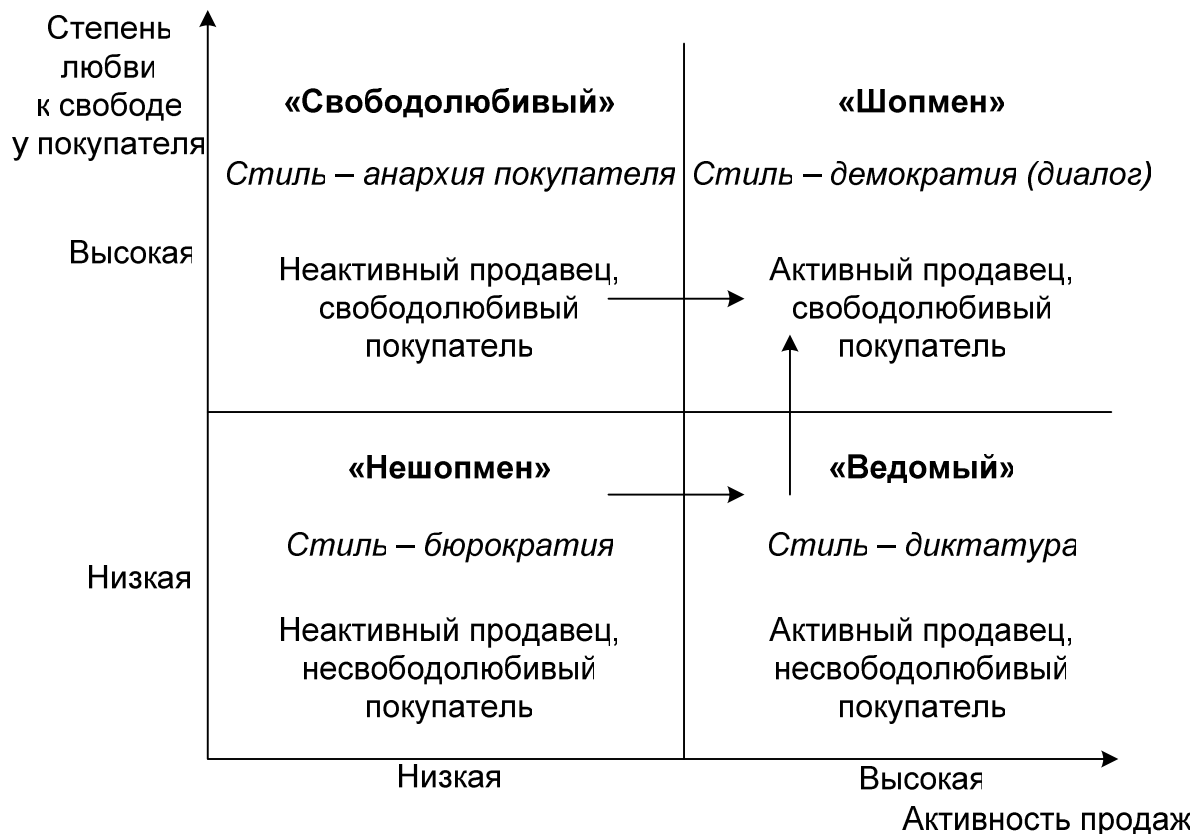 Степень
любви
к свободе
у покупателя
«Свободолюбивый»
«Шопмен»
Стиль – анархия покупателя
Стиль – демократия (диалог)
Высокая
Неактивный продавец,
свободолюбивый
покупатель
Активный продавец,
свободолюбивый
покупатель
«Нешопмен»
«Ведомый»
Стиль – бюрократия
Стиль – диктатура
Низкая
Неактивный продавец,
несвободолюбивый
покупатель
Активный продавец,
несвободолюбивый
покупатель
Низкая
Высокая
Активность продаж